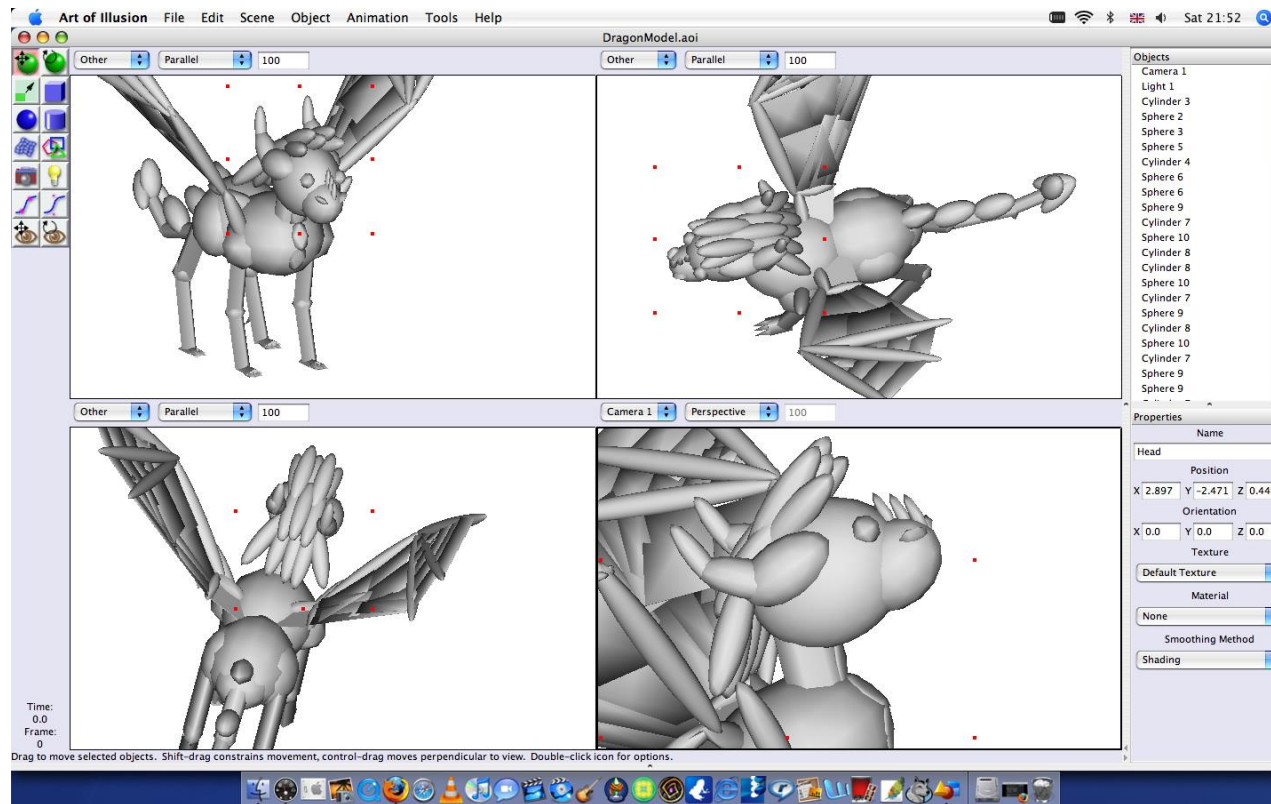 Art of Illusion File Edit Scene Object Animation Tools Help Sat 21:52
DragonModel.aoi
Other Parallel 100 Other Parallel 100
Objects
Camera 1
Light 1
Cylinder 3
Sphere 2
Sphere 3
Sphere 5
Cylinder 4
Sphere 6
Sphere 6
Sphere 9
Cylinder 7
Sphere 10
Cylinder 8
Cylinder 8
Sphere 10
Cylinder 7
Sphere 9
Cylinder 8
Sphere 10
Cylinder 7
Sphere 9
Sphere 9
Other Parallel 100 Camera 1 Perspective 100
Properties
Name
Head
Position
X 2.897 Y -2.471 Z 0.44
Orientation
X 0.0 Y 0.0 Z 0.0
Texture
Default Texture
Material
None
Smoothing Method
Shading
Time:
0.0
Frame:
0
Drag to move selected objects. Shift-drag constrains movement, control-drag moves perpendicular to view. Double-click icon for options.